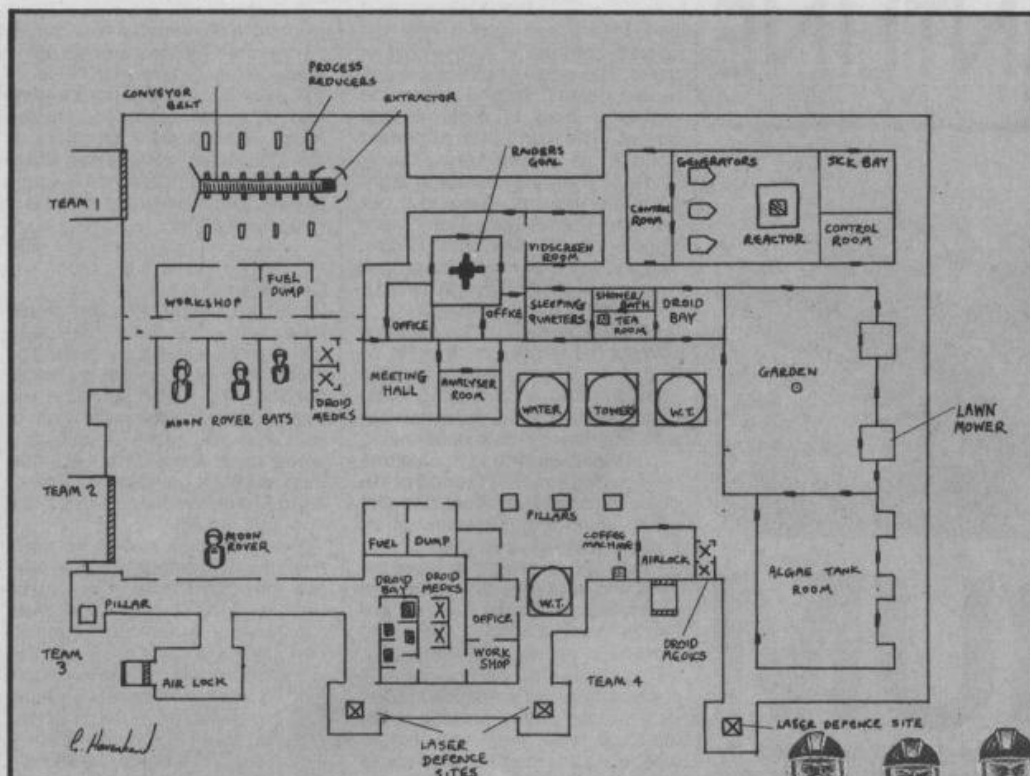 PROCESS
REDUCERS
CONVEYOR
BELT
EXTRACTOR
RAIDERS
GOAL
TEAM 1
GENERATORS
SICK BAY
CONTROL
ROOM
REACTOR
CONTROL
ROOM
VIDSCREEN
ROOM
FUEL
DUMP
WORKSHOP
OFFICE
OFFICE
SLEEPING
QUARTERS
SHOWER/
BATH
TEA
ROOM
DROID
BAY
MEETING
HALL
ANALYSER
ROOM
GARDEN
MOON ROVER BAYS
DROID
MEDICS
WATER
TOWERS
W.T.
LAWN
MOWER
TEAM 2
MOON
ROVER
PILLARS
FUEL DUMP
COFFEE
MACHINE
AIRLOCK
ALGAE TANK
ROOM
PILLAR
DROID
BAY
DROID
MEDKS
W.T.
OFFICE
WORK
SHOP
DROID
MEDICS
TEAM
3
AIR LOCK
TEAM 4
LASER
DEFENCE
SITES
LASER DEFENCE SITE